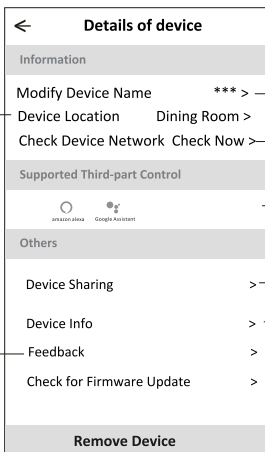 Details of device
Information
Modify Device Name *** >
Device Location Dining Room >
Check Device Network Check Now >
Supported Third-part Control
amazon alexa Google Assistant
Others
Device Sharing >
Device Info >
Feedback >
Check for Firmware Update >
Remove Device